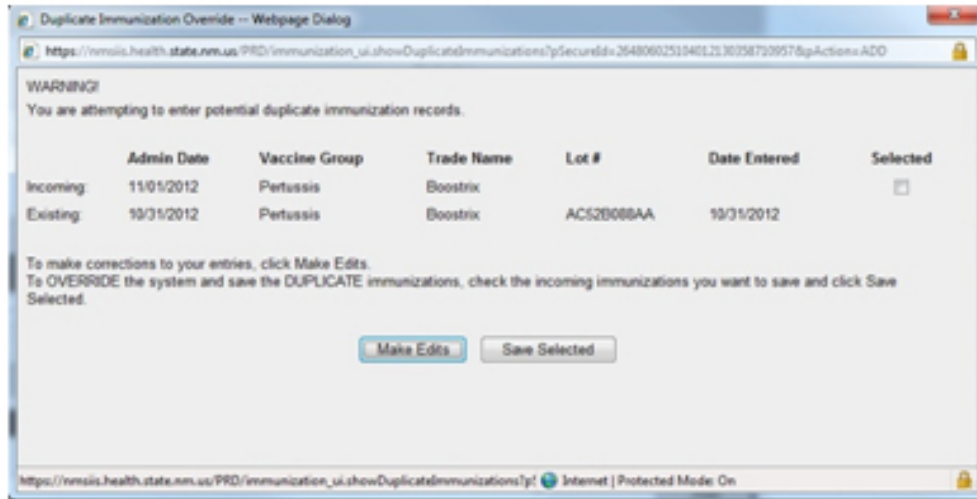 Duplicate Immunization Override -- Webpage Dialog
WARNING!
You are attempting to enter potential duplicate immunization records.
Admin Date Vaccine Group Trade Name Lot # Date Entered Selected
Incoming: 11/01/2012 Pertussis Boostrix
Existing: 10/31/2012 Pertussis Boostrix AC52B088AA 10/31/2012
To make corrections to your entries, click Make Edits.
To OVERRIDE the system and save the DUPLICATE immunizations, check the incoming immunizations you want to save and click Save
Selected.
Make Edits Save Selected
Internet | Protected Mode: On